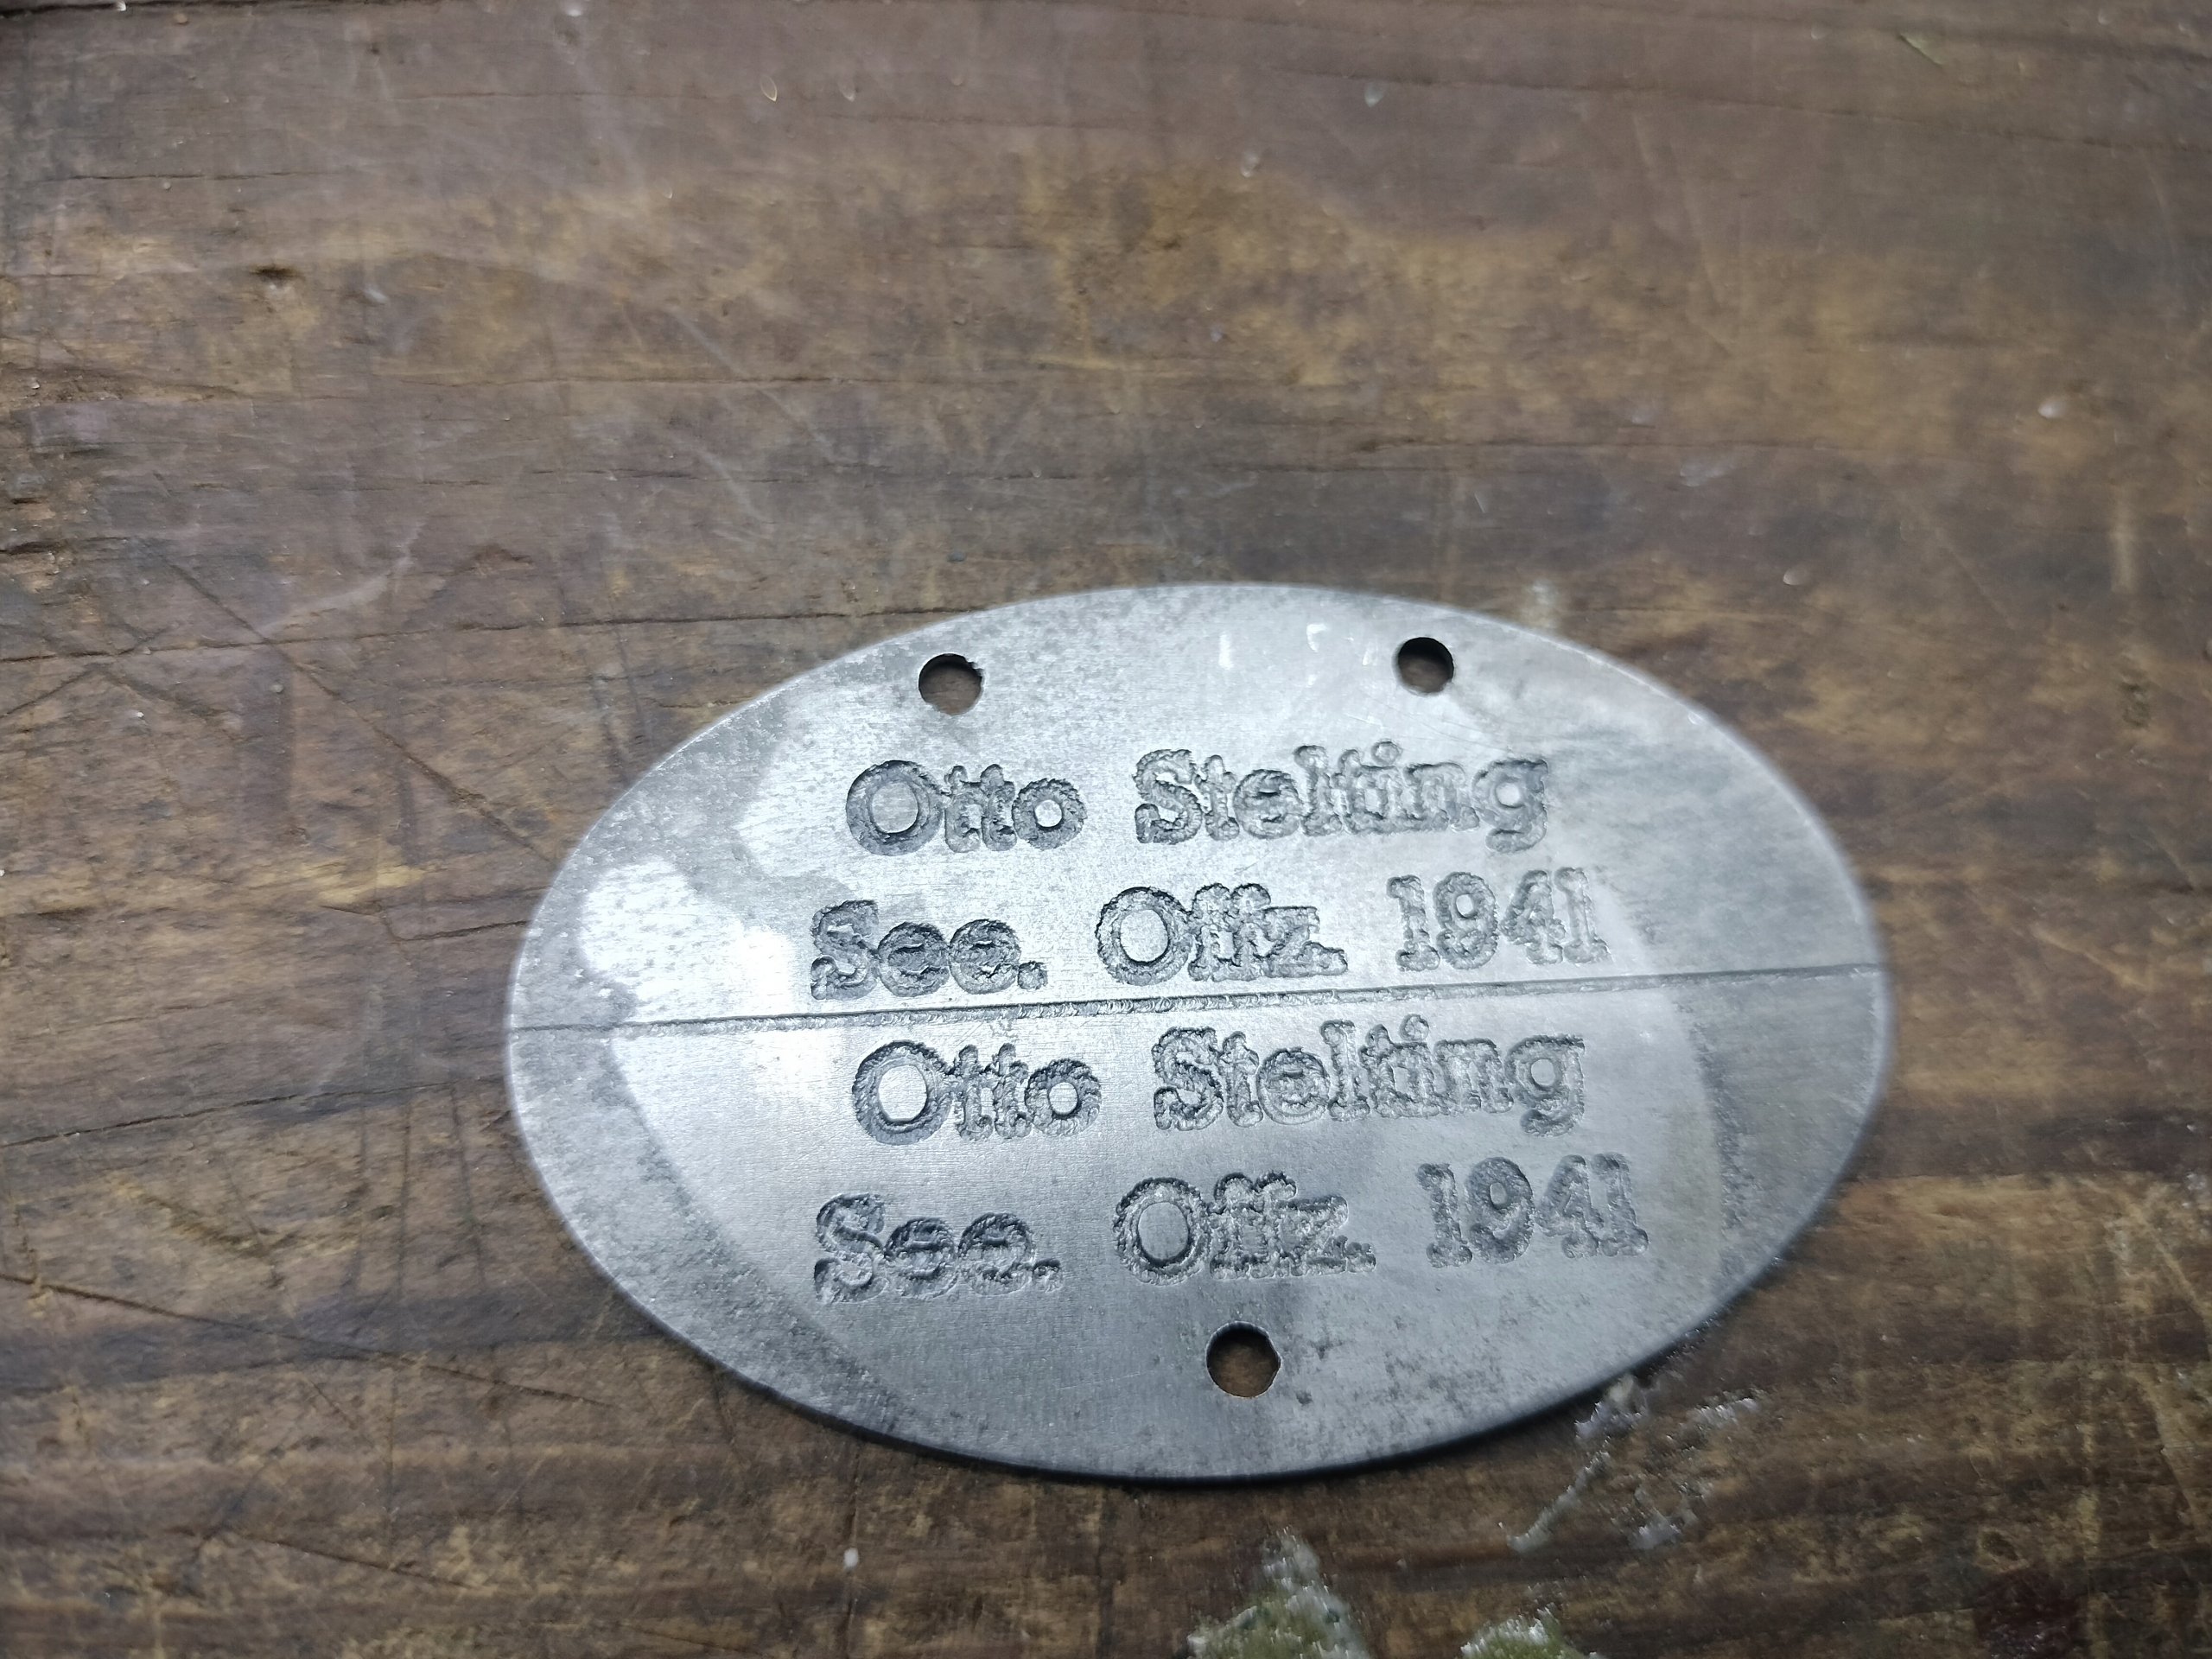 Otto Stelting
See. Offz. 1941
Otto Stelting
See. Offz. 1941